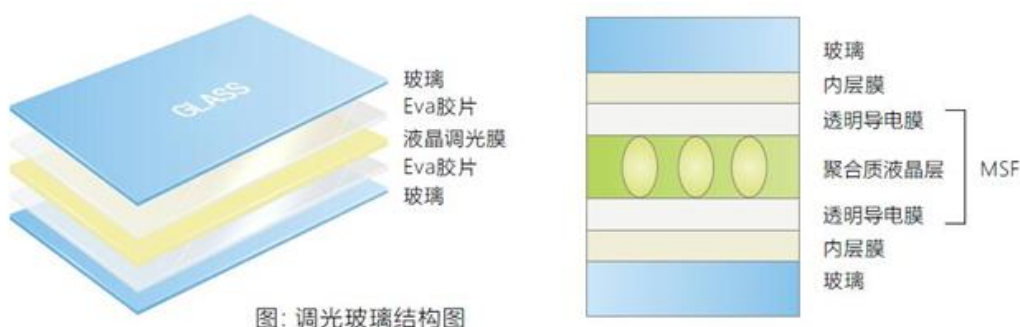 GLASS
玻璃
Eva胶片
液晶调光膜
Eva胶片
玻璃
图: 调光玻璃结构图
玻璃
内层膜
透明导电膜
聚合质液晶层
MSF
透明导电膜
内层膜
玻璃